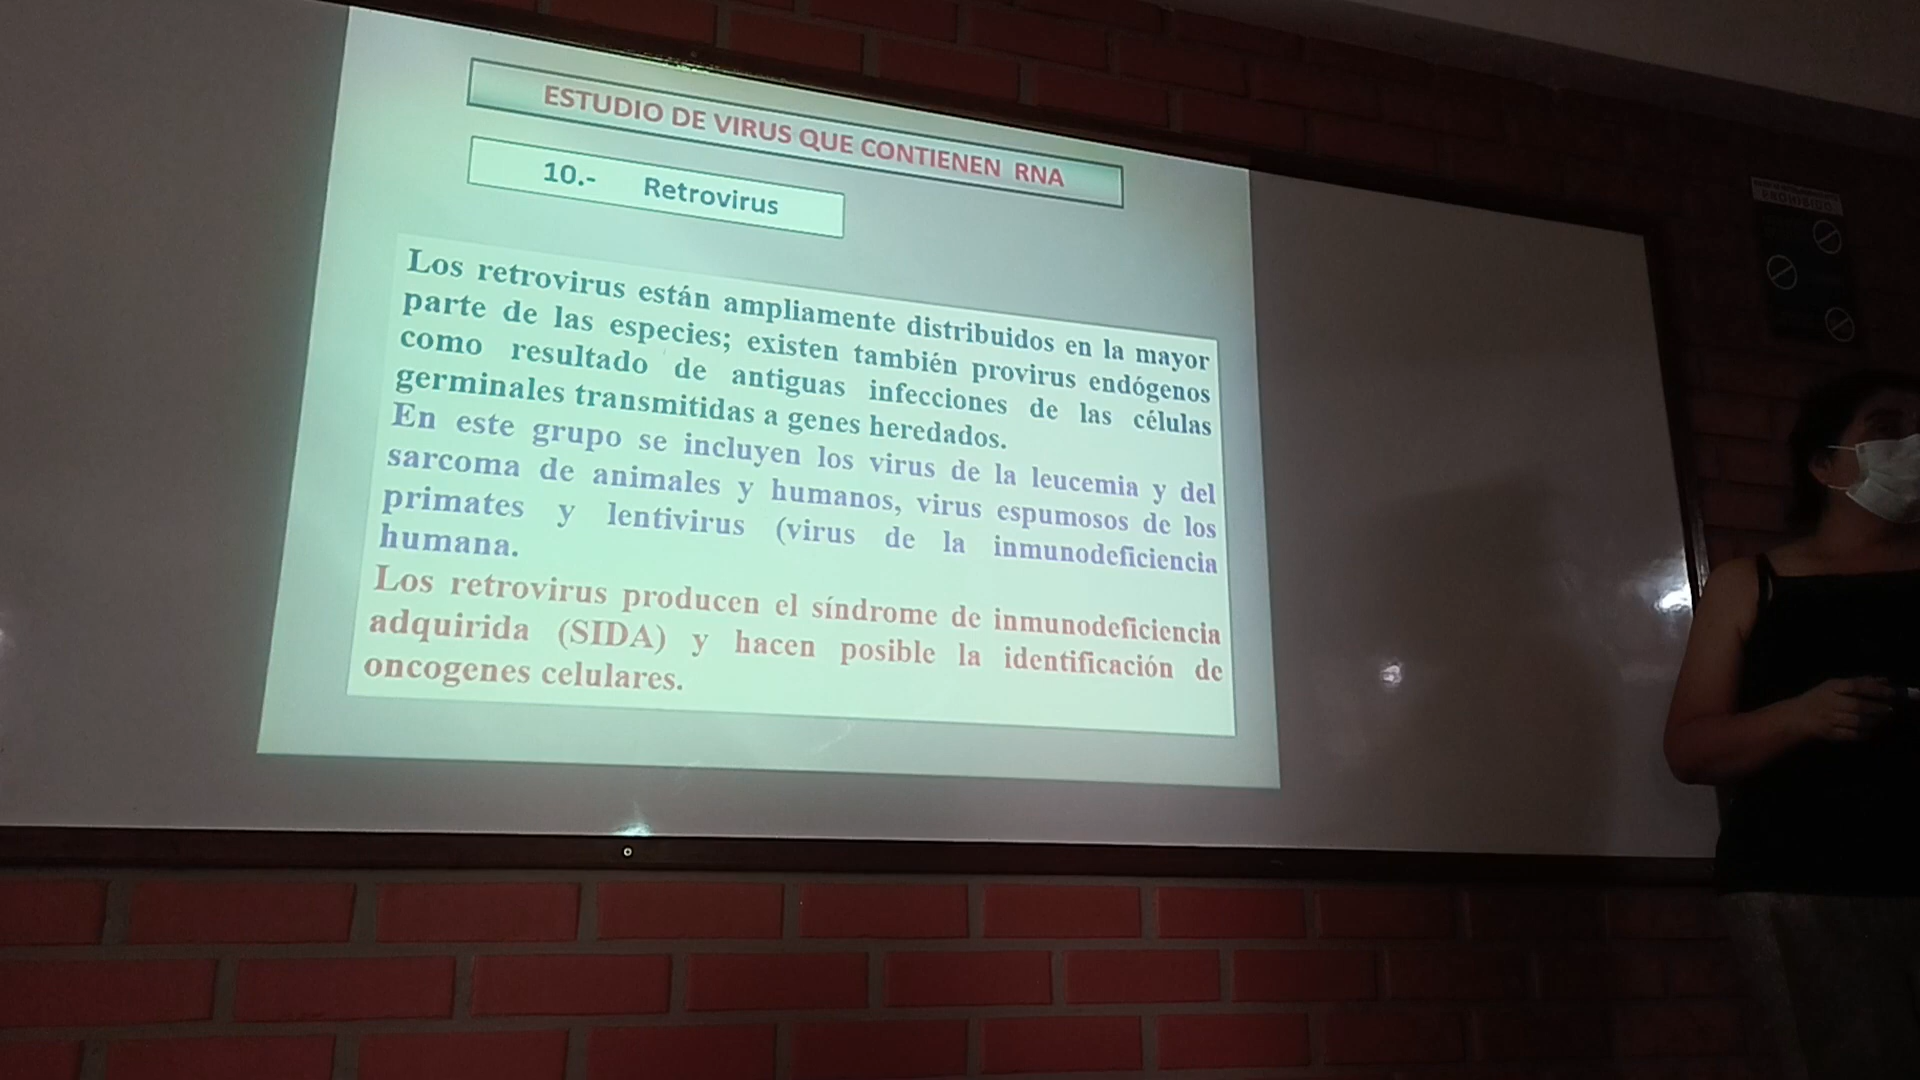 ESTUDIO DE VIRUS QUE CONTIENEN RNA
10.- Retrovirus
Los retrovirus están ampliamente distribuidos en la mayor
parte de las especies; existen también provirus endógenos
como resultado de antiguas infecciones de las células
germinales transmitidas a genes heredados.
En este grupo se incluyen los virus de la leucemia y del
sarcoma de animales y humanos, virus espumosos de los
primates y lentivirus (virus de la inmunodeficiencia
humana.
Los retrovirus producen el síndrome de inmunodeficiencia
adquirida (SIDA) y hacen posible la identificación de
oncogenes celulares.
PROHIBIDO